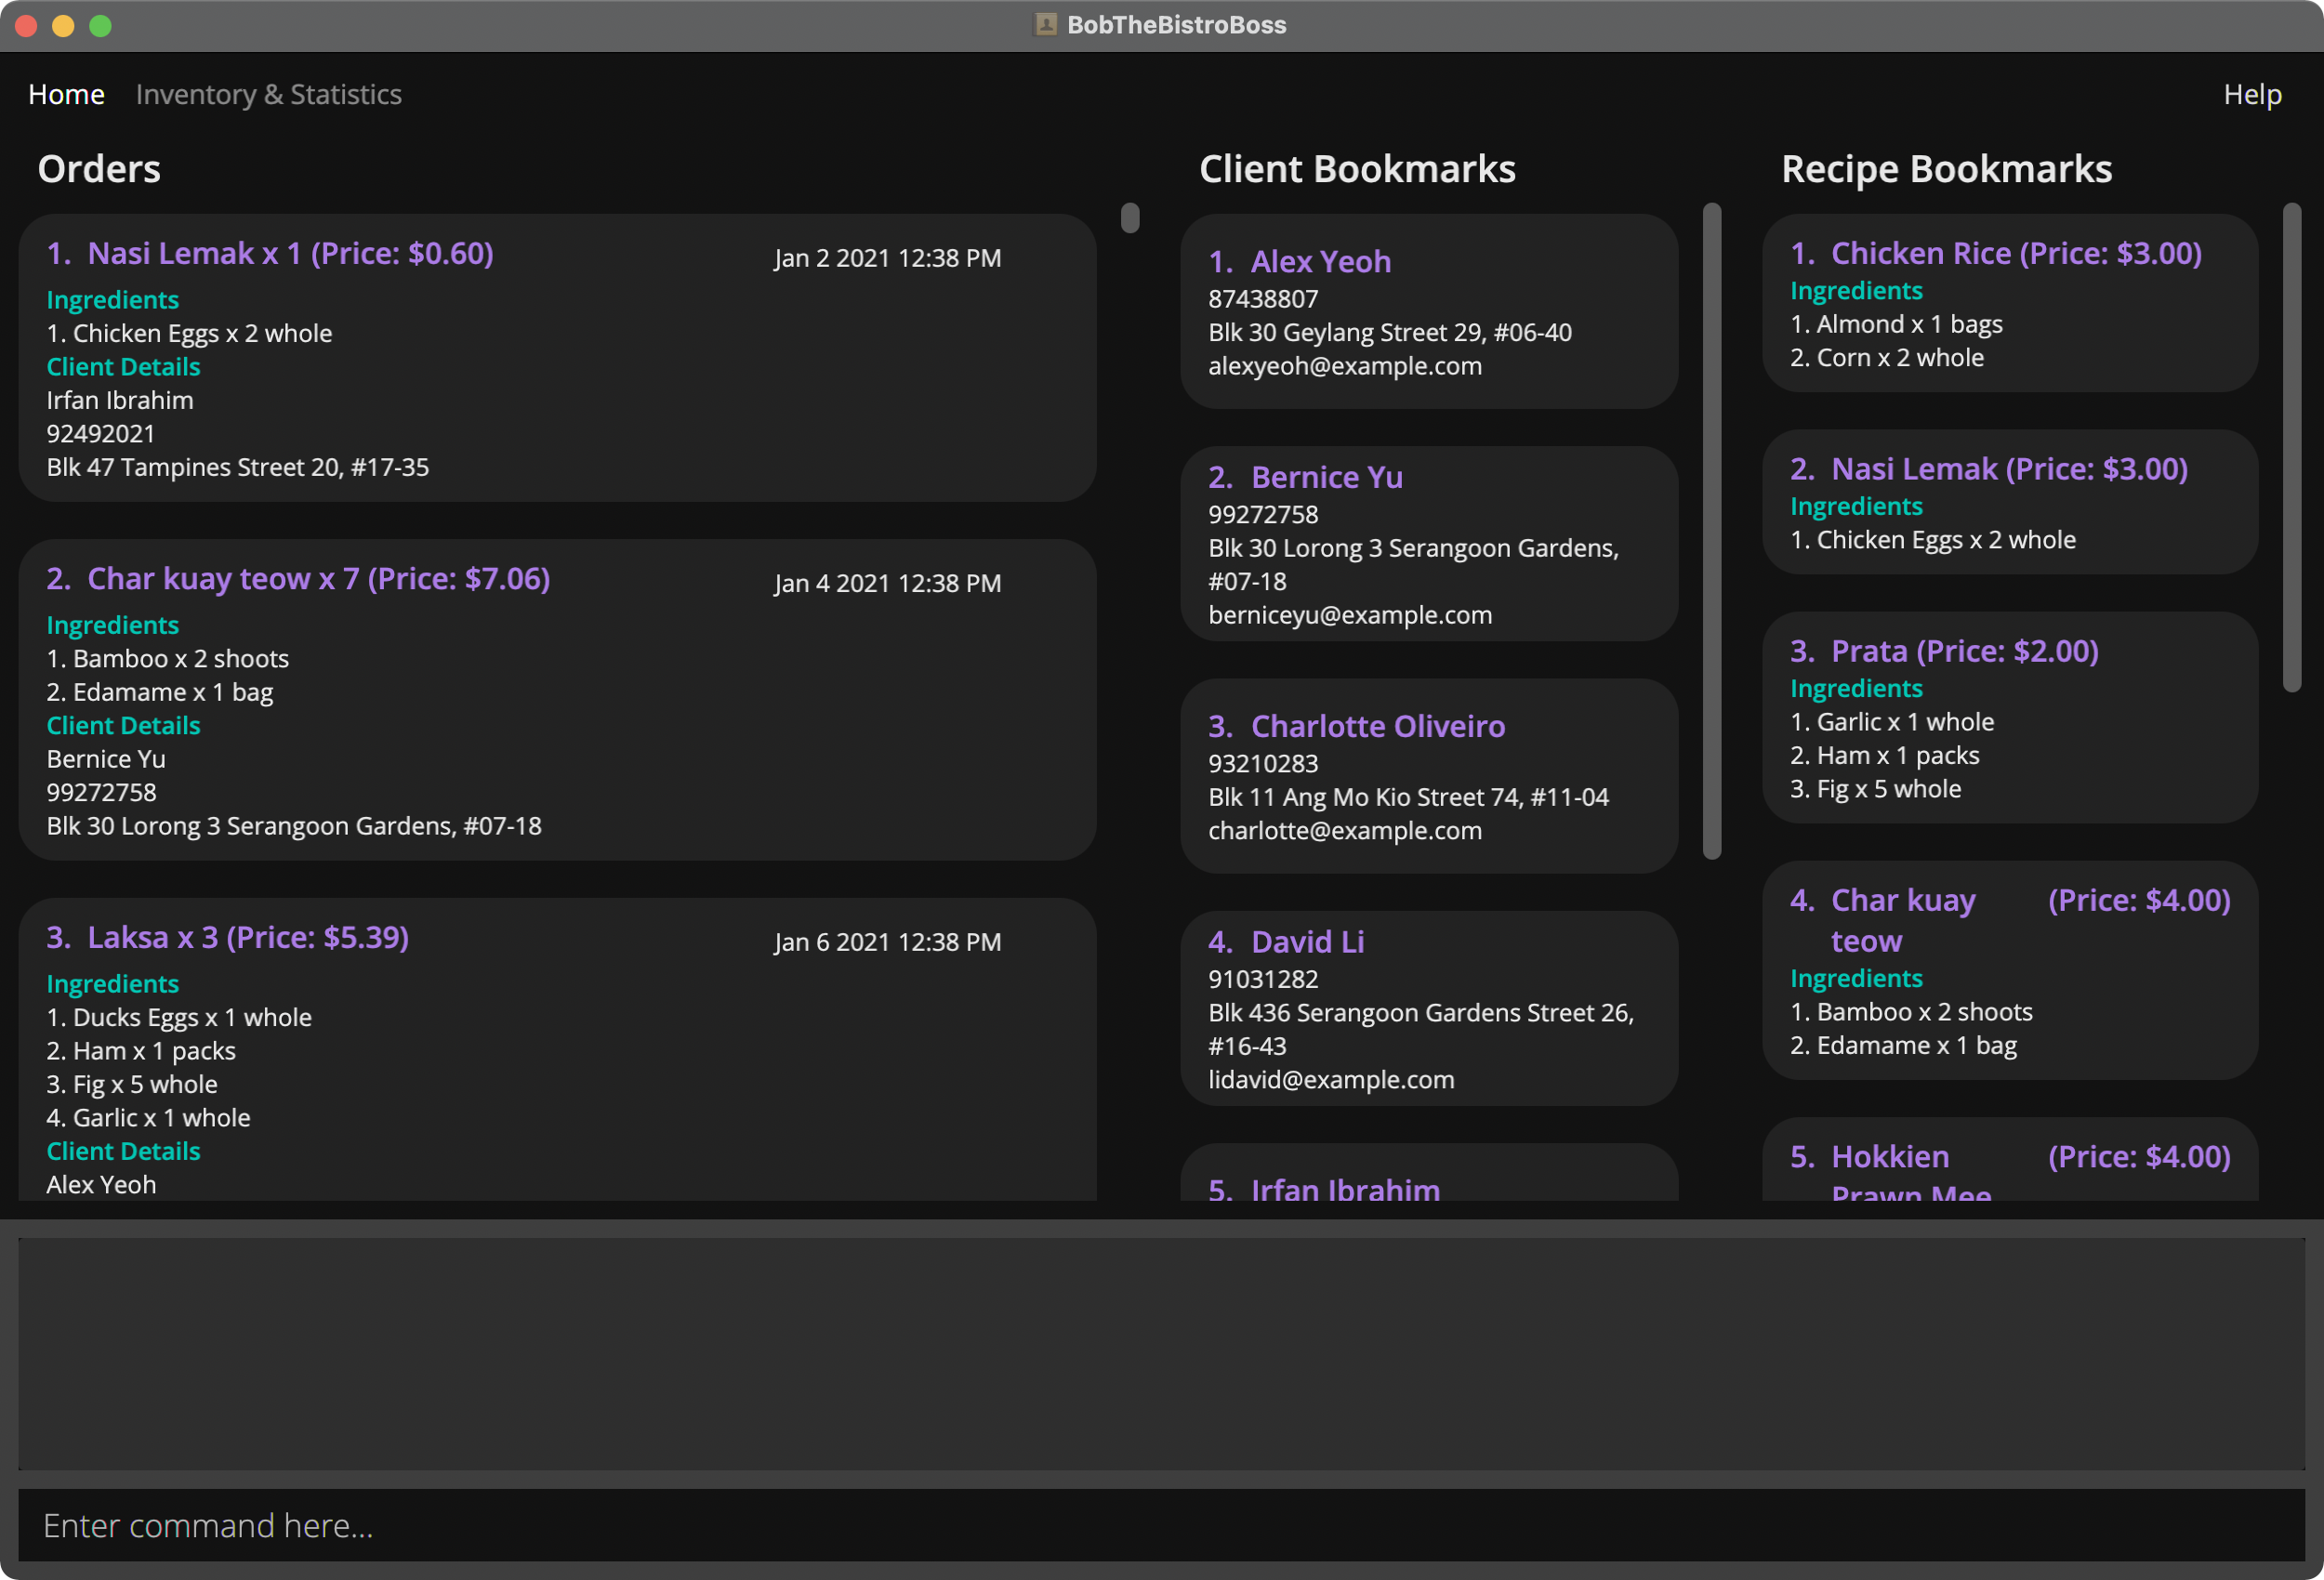 BobTheBistroBoss
Home
Inventory & Statistics
Help
Orders
1. Nasi Lemak x 1 (Price: $0.60)
Jan 2 2021 12:38 PM
Ingredients
1. Chicken Eggs x 2 whole
Client Details
Irfan Ibrahim
92492021
Blk 47 Tampines Street 20, #17-35
2. Char kuay teow x 7 (Price: $7.06)
Jan 4 2021 12:38 PM
Ingredients
1. Bamboo x 2 shoots
2. Edamame x 1 bag
Client Details
Bernice Yu
99272758
Blk 30 Lorong 3 Serangoon Gardens, #07-18
3. Laksa x 3 (Price: $5.39)
Jan 6 2021 12:38 PM
Ingredients
1. Ducks Eggs x 1 whole
2. Ham x 1 packs
3. Fig x 5 whole
4. Garlic x 1 whole
Client Details
Alex Yeoh
Client Bookmarks
1. Alex Yeoh
87438807
Blk 30 Geylang Street 29, #06-40
alexyeoh@example.com
2. Bernice Yu
99272758
Blk 30 Lorong 3 Serangoon Gardens,
#07-18
berniceyu@example.com
3. Charlotte Oliveiro
93210283
Blk 11 Ang Mo Kio Street 74, #11-04
charlotte@example.com
4. David Li
91031282
Blk 436 Serangoon Gardens Street 26,
#16-43
lidavid@example.com
5. Irfan Ibrahim
Recipe Bookmarks
1. Chicken Rice (Price: $3.00)
Ingredients
1. Almond x 1 bags
2. Corn x 2 whole
2. Nasi Lemak (Price: $3.00)
Ingredients
1. Chicken Eggs x 2 whole
3. Prata (Price: $2.00)
Ingredients
1. Garlic x 1 whole
2. Ham x 1 packs
3. Fig x 5 whole
4. Char kuay (Price: $4.00)
teow
Ingredients
1. Bamboo x 2 shoots
2. Edamame x 1 bag
5. Hokkien (Price: $4.00)
Prawn Mee
Enter command here...